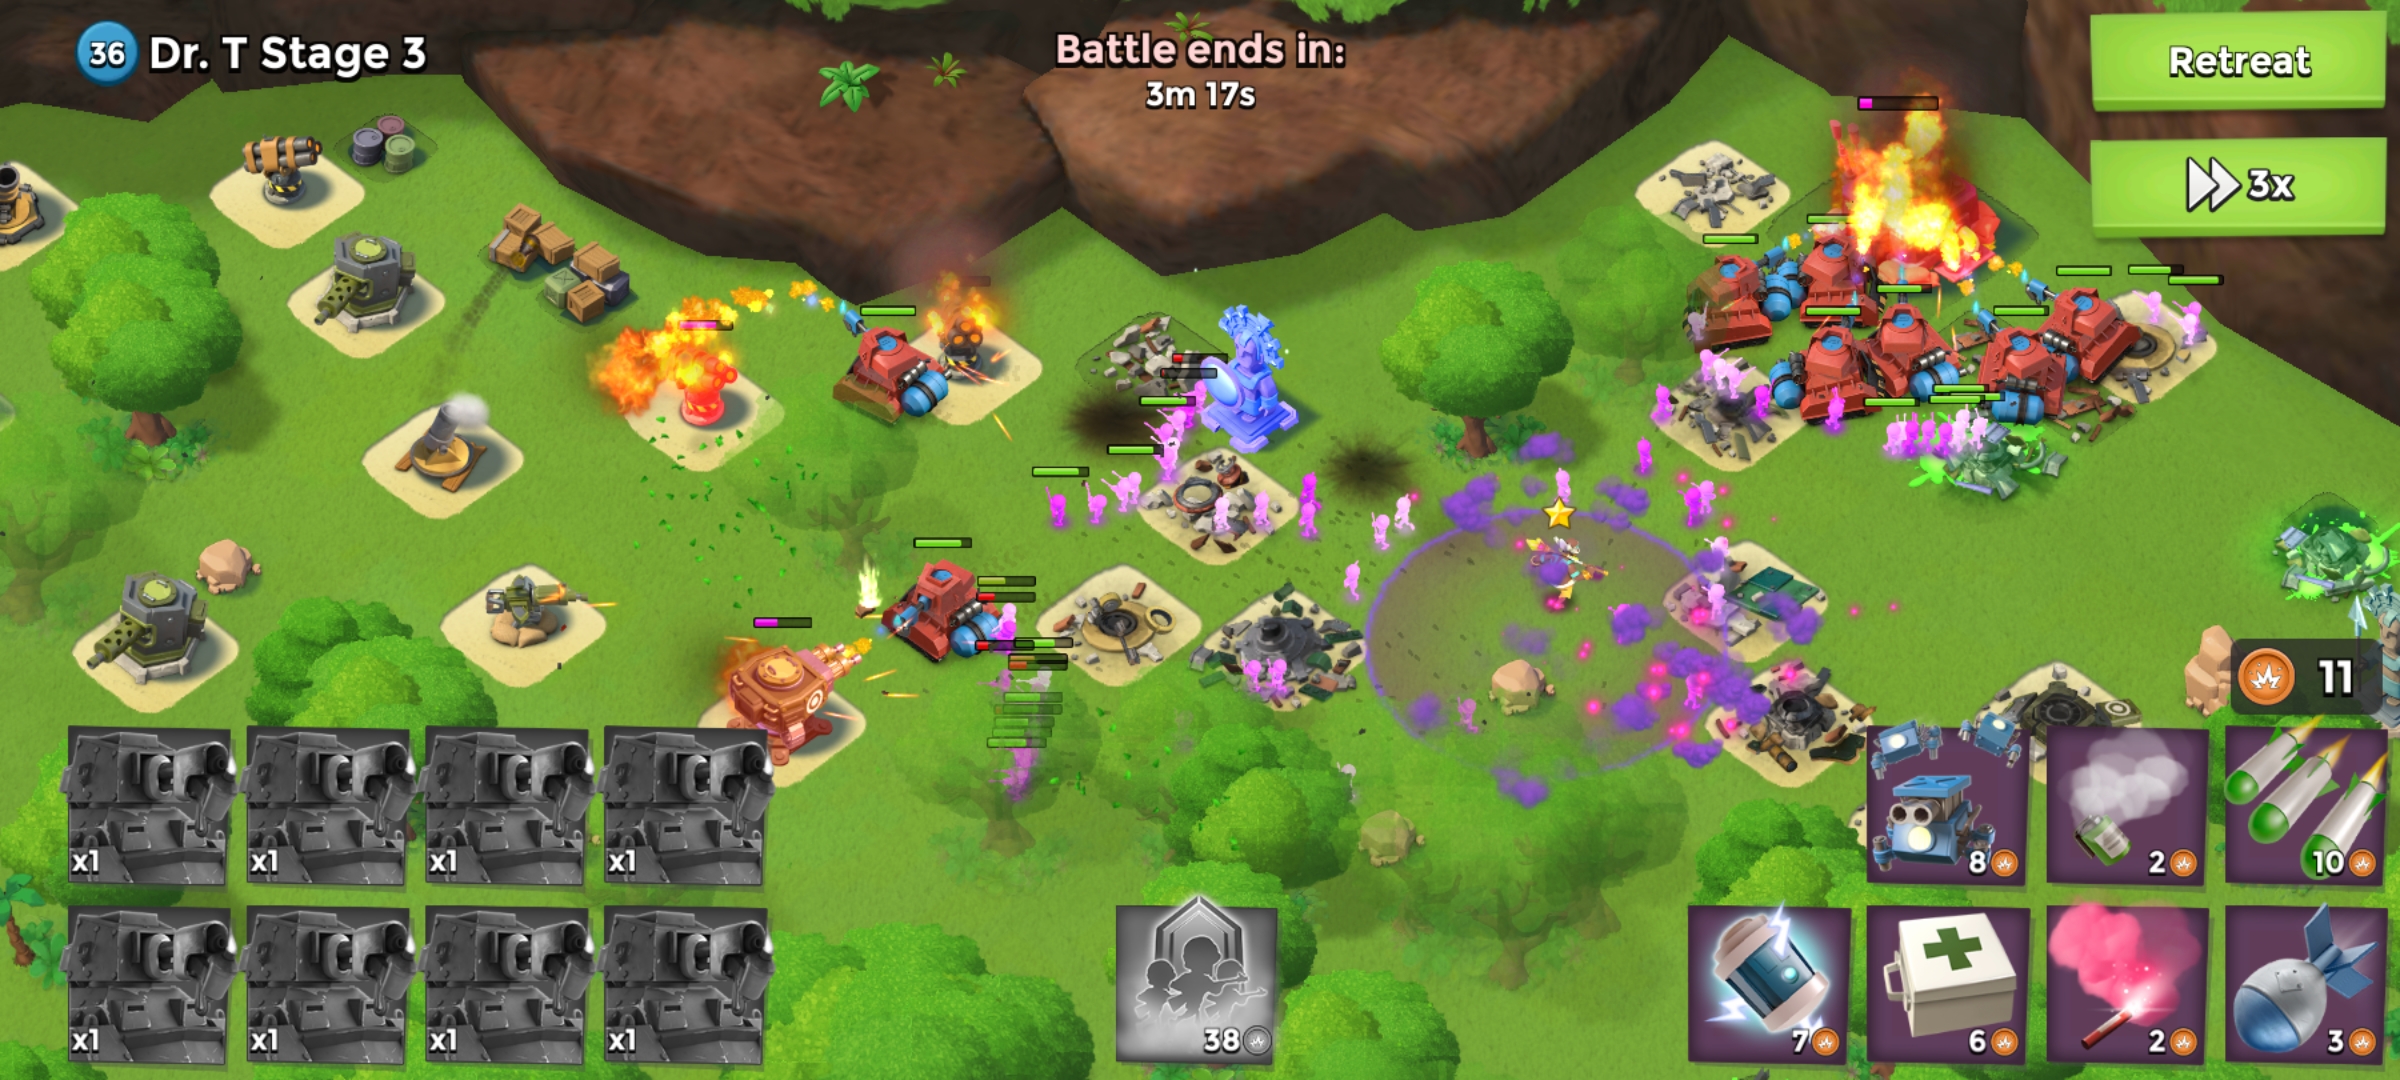 36 Dr. T Stage 3
Battle ends in:
3m 17s
Retreat
3x
11
8
2
10
x1
x1
x1
x1
x1
x1
x1
x1
38
7
6
2
3